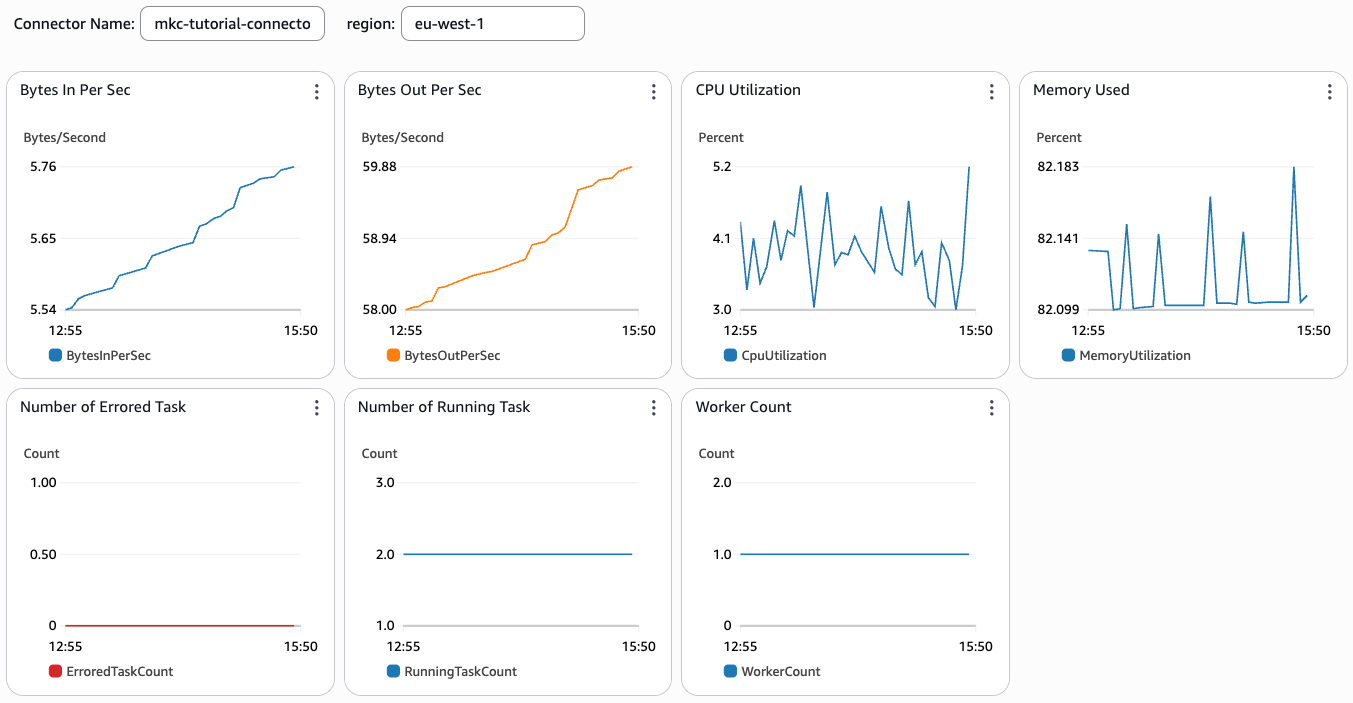 Connector Name: mkc-tutorial-connecto region: eu-west-1
Bytes In Per Sec
Bytes/Second
5.76
5.65
5.54
12:55 15:50
BytesInPerSec
Bytes Out Per Sec
Bytes/Second
59.88
58.94
58.00
12:55 15:50
BytesOutPerSec
CPU Utilization
Percent
5.2
4.1
3.0
12:55 15:50
CpuUtilization
Memory Used
Percent
82.183
82.141
82.099
12:55 15:50
MemoryUtilization
Number of Errored Task
Count
1.00
0.50
0
12:55 15:50
ErroredTaskCount
Number of Running Task
Count
3.0
2.0
1.0
12:55 15:50
RunningTaskCount
Worker Count
Count
2.0
1.0
0
12:55 15:50
WorkerCount